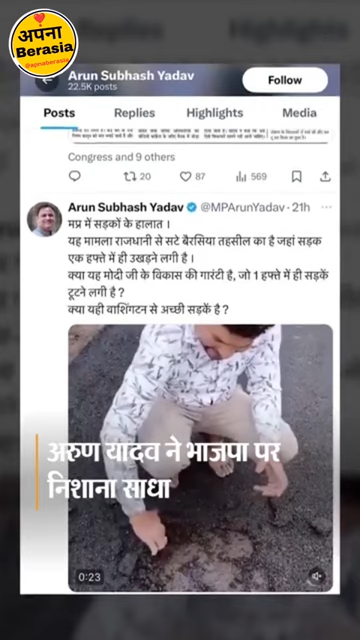 अपना
Berasia
@apnaberasia
Arun Subhash Yadav
22.5K posts
Follow
Posts Replies Highlights Media
Congress and 9 others
20 87 569
Arun Subhash Yadav @MPArunYadav · 21h
मप्र में सड़कों के हालात ।
यह मामला राजधानी से सटे बैरसिया तहसील का है जहां सड़क
एक हफ्ते में ही उखड़ने लगी है ।
क्या यह मोदी जी के विकास की गारंटी है, जो 1 हफ्ते में ही सड़कें
टूटने लगी है ?
क्या यही वाशिंगटन से अच्छी सड़कें है ?
अरुण यादव ने भाजपा पर
निशाना साधा
0:23